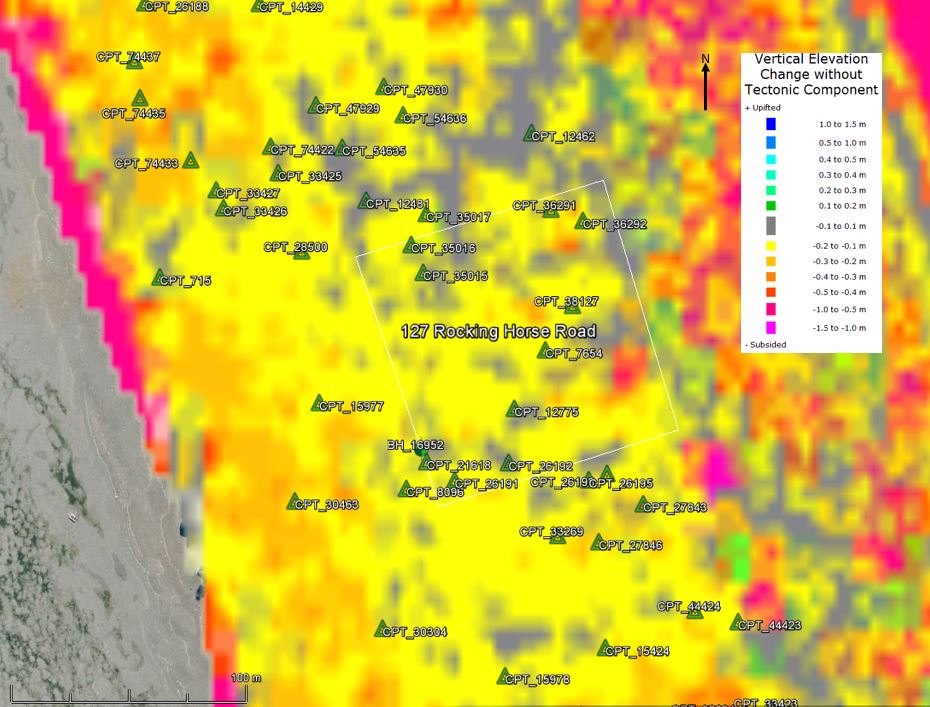 CPT_26188
CPT_14429
CPT_74437
CPT_47930
CPT_74435
CPT_47929
CPT_54636
CPT_12462
CPT_74422
CPT_54635
CPT_74433
CPT_33425
CPT_33427
CPT_33426
CPT_12431
CPT_35017
CPT_36291
CPT_36292
CPT_28500
CPT_35016
CPT_715
CPT_35015
CPT_38127
127 Rocking Horse Road
CPT_7654
CPT_15977
CPT_12775
BH_16952
CPT_21618
CPT_26192
CPT_26191
CPT_26195
CPT_30463
CPT_27843
CPT_33269
CPT_27846
CPT_44424
CPT_44423
CPT_30304
CPT_15424
CPT_15978
100 m
N
Vertical Elevation
Change without
Tectonic Component
+ Uplifted
1.0 to 1.5 m
0.5 to 1.0 m
0.4 to 0.5 m
0.3 to 0.4 m
0.2 to 0.3 m
0.1 to 0.2 m
-0.1 to 0.1 m
-0.2 to -0.1 m
-0.3 to -0.2 m
-0.4 to -0.3 m
-0.5 to -0.4 m
-1.0 to -0.5 m
-1.5 to -1.0 m
- Subsided